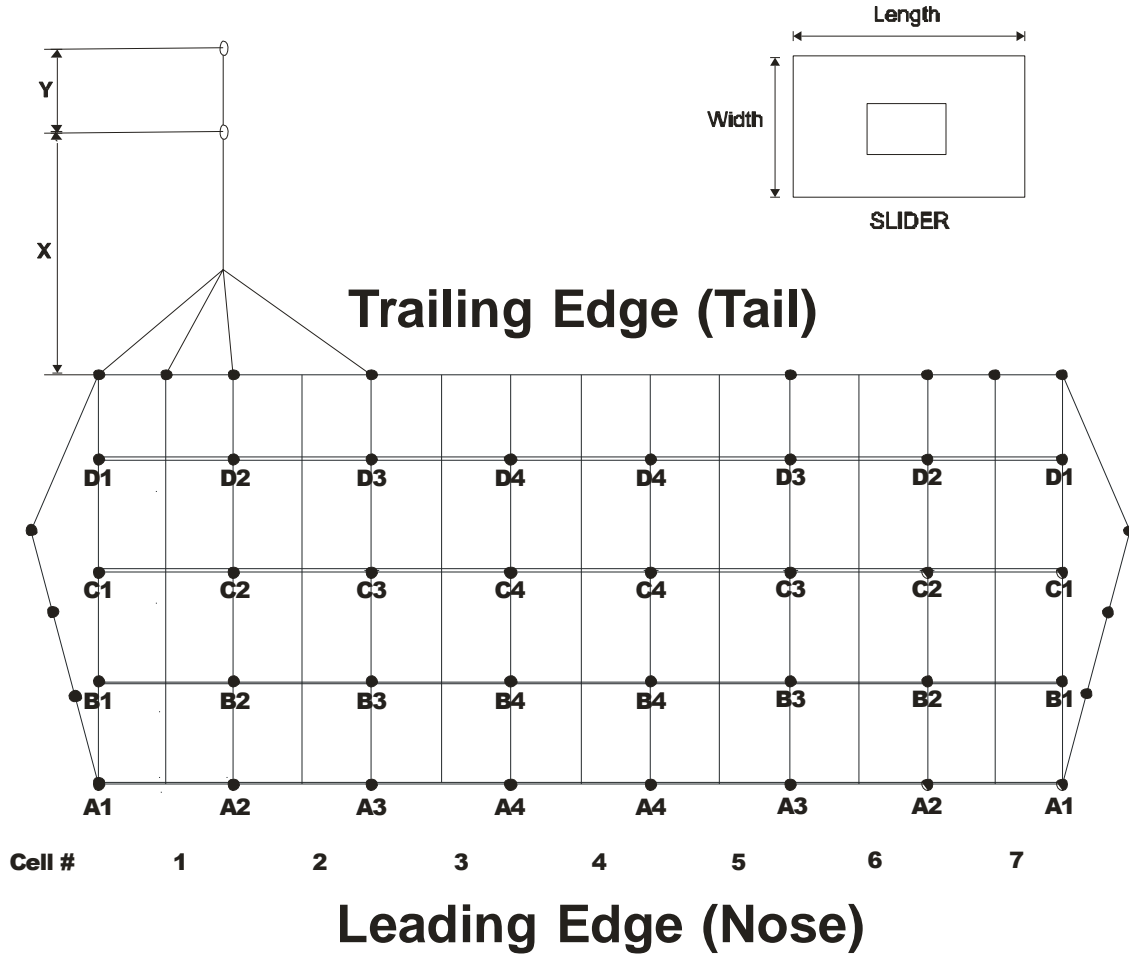 Length
Y
Width
SLIDER
X
Trailing Edge (Tail)
D1 D2 D3 D4 D4 D3 D2 D1
C1 C2 C3 C4 C4 C3 C2 C1
B1 B2 B3 B4 B4 B3 B2 B1
A1 A2 A3 A4 A4 A3 A2 A1
Cell # 1 2 3 4 5 6 7
Leading Edge (Nose)